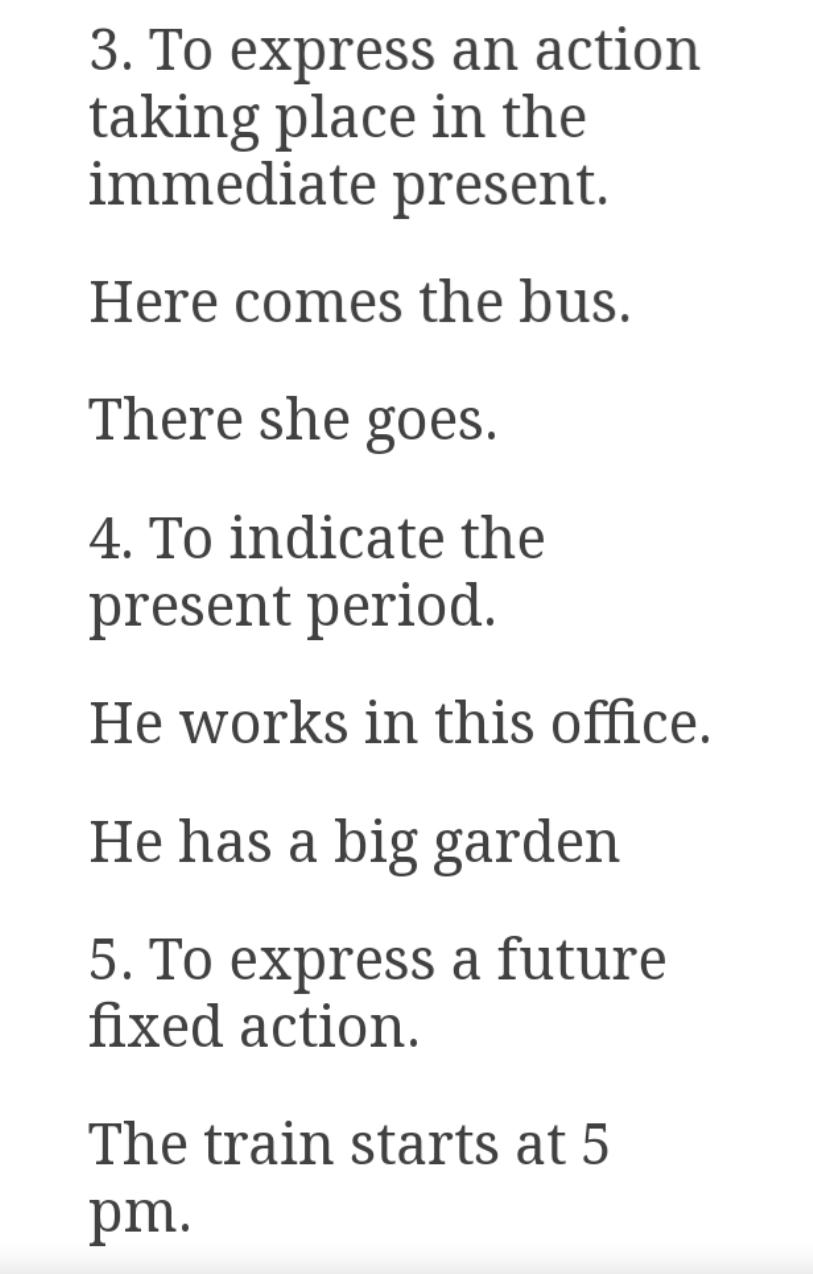 3. To express an action
taking place in the
immediate present.
Here comes the bus.
There she goes.
4. To indicate the
present period.
He works in this office.
He has a big garden
5. To express a future
fixed action.
The train starts at 5
pm.